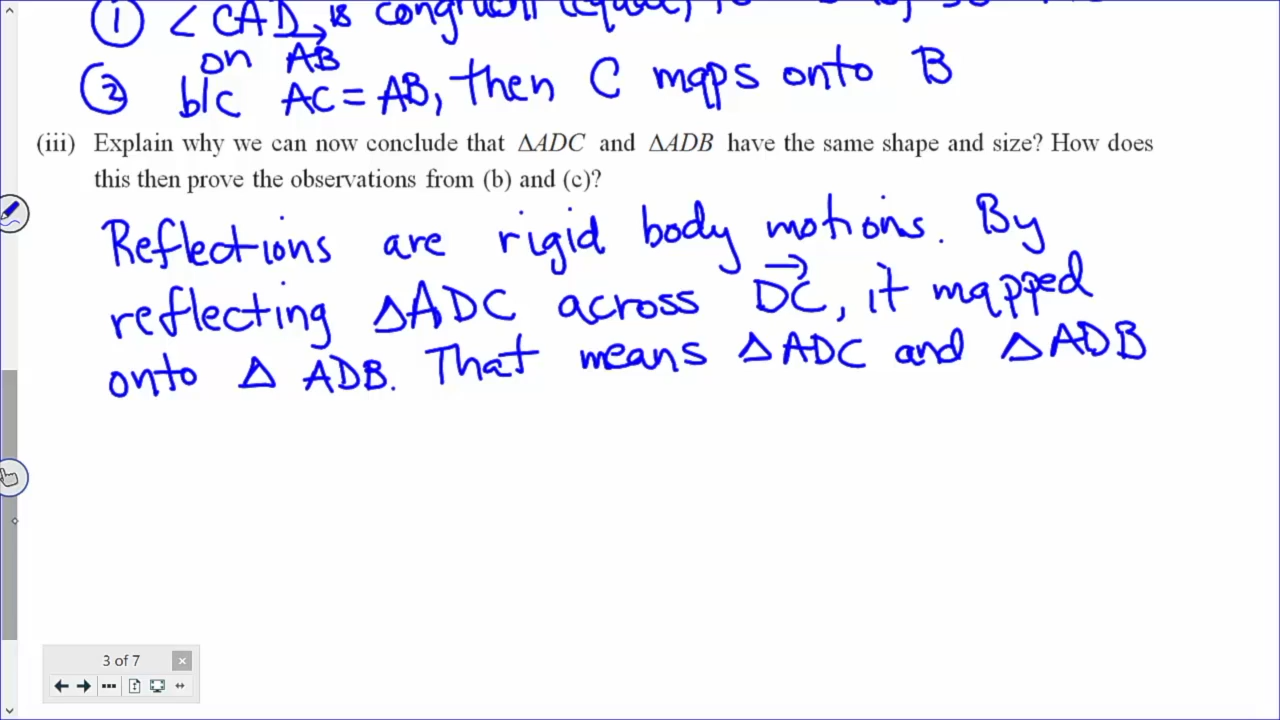 ① ∠CAD is congruent (equal)
on AB
② b/c AC = AB, then C maps onto B
(iii) Explain why we can now conclude that ΔADC and ΔADB have the same shape and size? How does
this then prove the observations from (b) and (c)?
Reflections are rigid body motions. By
reflecting ΔADC across DC, it mapped
onto Δ ADB. That means ΔADC and ΔADB
3 of 7